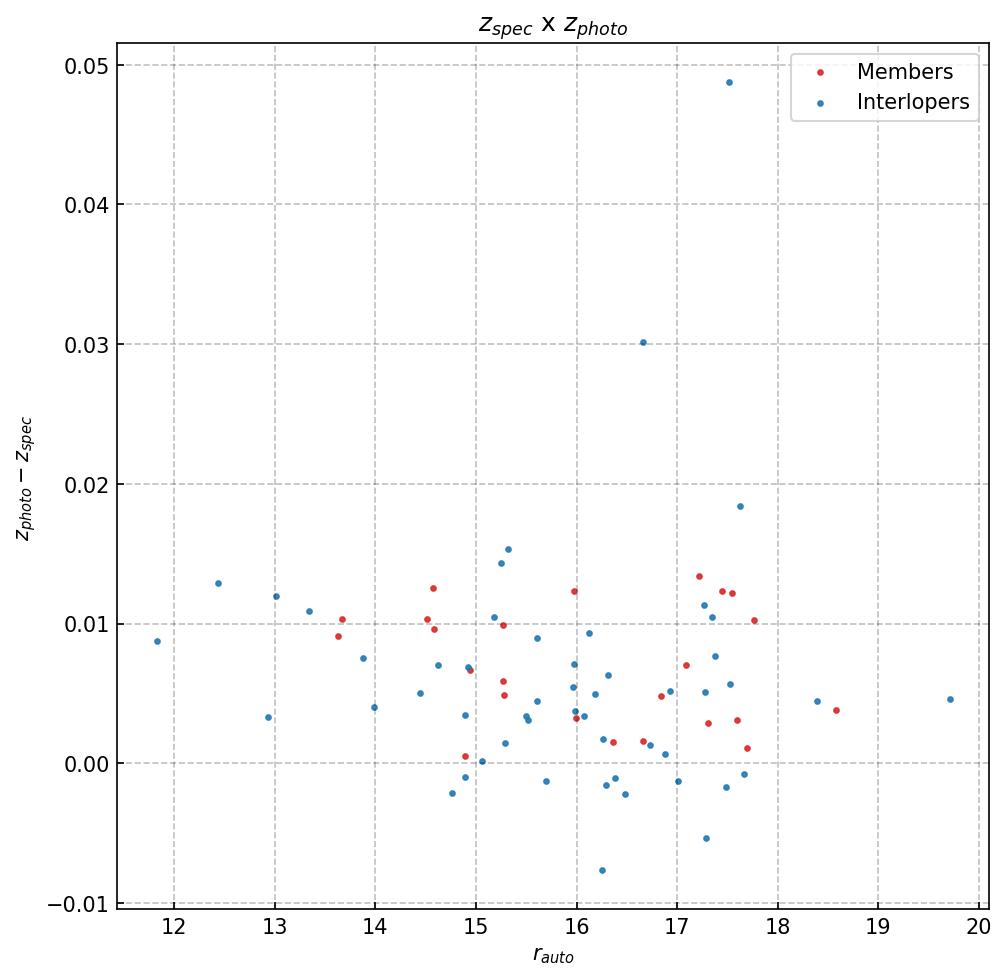 z_spec x z_photo
Members
Interlopers
0.05
0.04
0.03
0.02
0.01
0.00
−0.01
z_photo − z_spec
12 13 14 15 16 17 18 19 20
r_auto